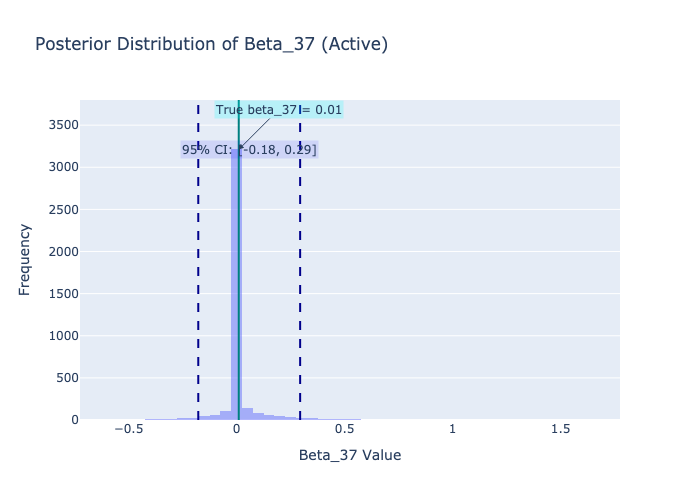 Posterior Distribution of Beta_37 (Active)
True beta_37 = 0.01
95% CI: [-0.18, 0.29]
3500
3000
2500
2000
1500
1000
500
0
Frequency
−0.5
0
0.5
1
1.5
Beta_37 Value